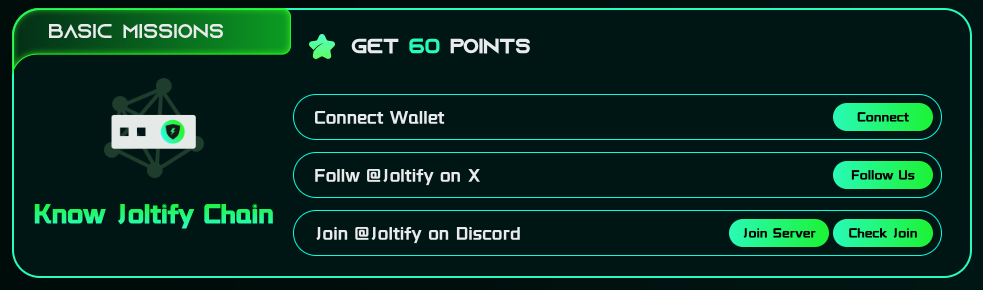 BASIC MISSIONS
GET 60 POINTS
Know Joltify Chain
Connect Wallet
Connect
Follw @Joltify on X
Follow Us
Join @Joltify on Discord
Join Server
Check Join